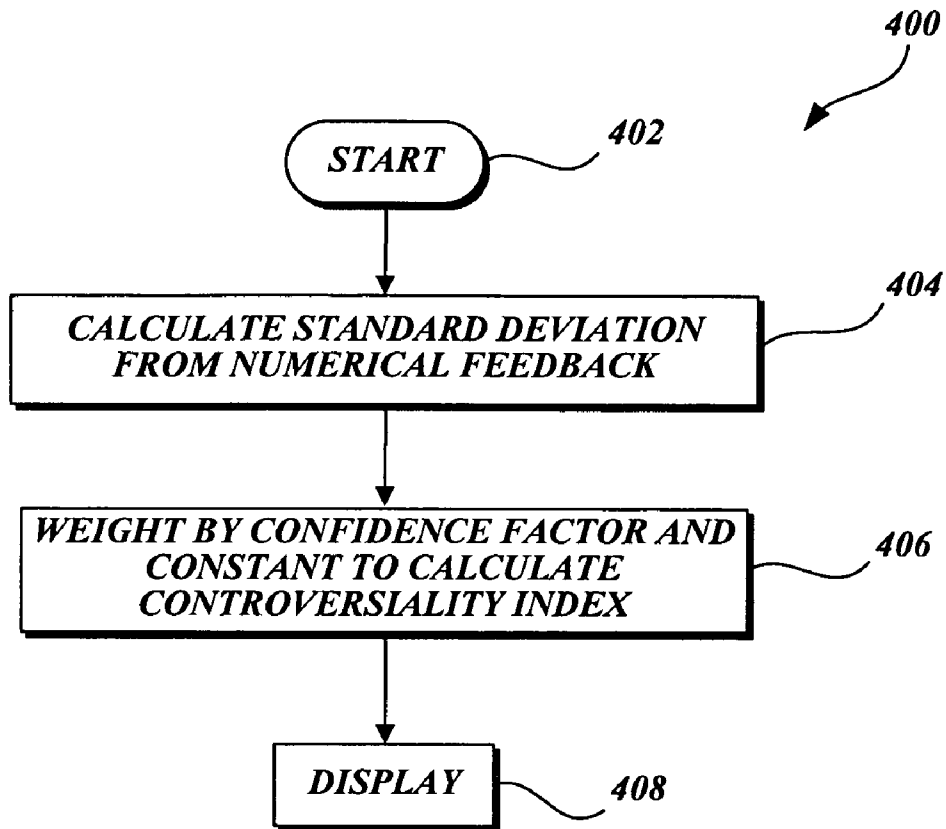 400
START
402
CALCULATE STANDARD DEVIATION
FROM NUMERICAL FEEDBACK
404
WEIGHT BY CONFIDENCE FACTOR AND
CONSTANT TO CALCULATE
CONTROVERSIALITY INDEX
406
DISPLAY
408